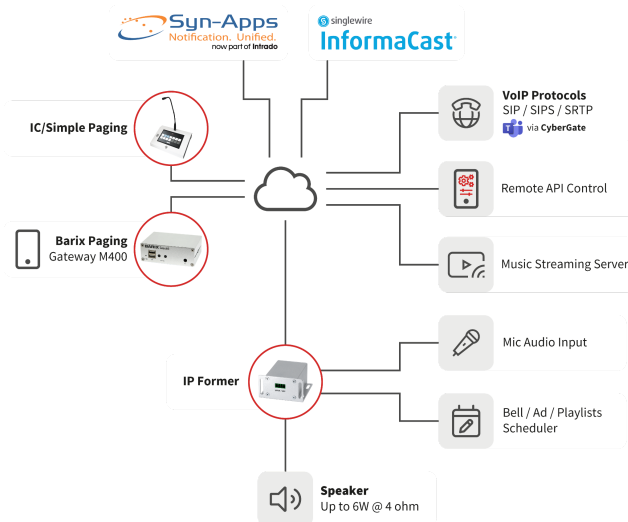 Syn-Apps
Notification. Unified.
now part of Intrado
singlewire
InformaCast
IC/Simple Paging
VoIP Protocols
SIP / SIPS / SRTP
via CyberGate
Remote API Control
Barix Paging
Gateway M400
BARIX
Music Streaming Server
Mic Audio Input
IP Former
Bell / Ad / Playlists
Scheduler
Speaker
Up to 6W @ 4 ohm